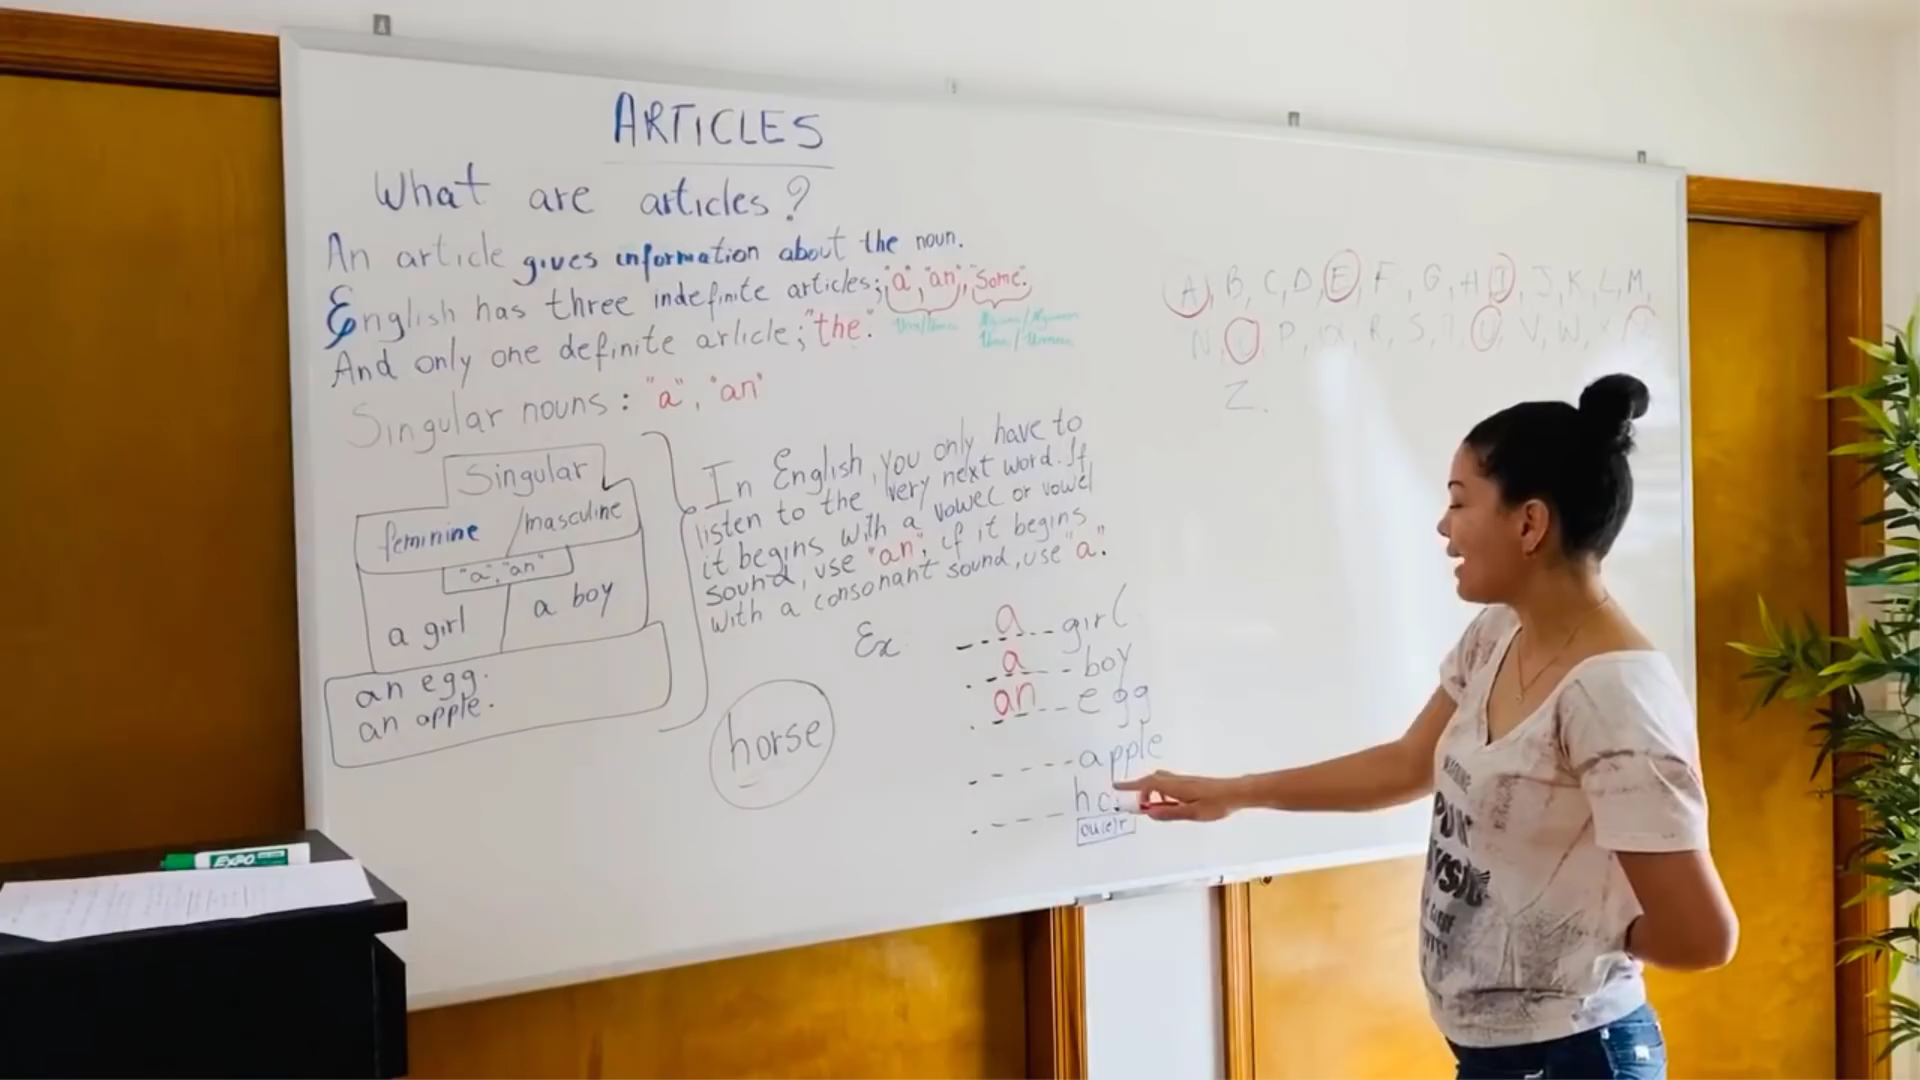 ARTICLES
What are articles?
An article gives information about the noun.
English has three indefinite articles; "a", "an", "some".
And only one definite article; "the".
Singular nouns: "a", "an"
Singular
feminine / masculine
"a", "an"
a girl
a boy
an egg.
an apple.
In English, you only have to
listen to the very next word. If
it begins with a vowel or vowel
sound, use "an", if it begins
with a consonant sound, use "a".
horse
Ex
a girl
a boy
an egg
apple
ou(e)r
A, B, C, D, E, F, G, H, I, J, K, L, M,
N, O, P, Q, R, S, T, U, V, W,
Z.
EXPO